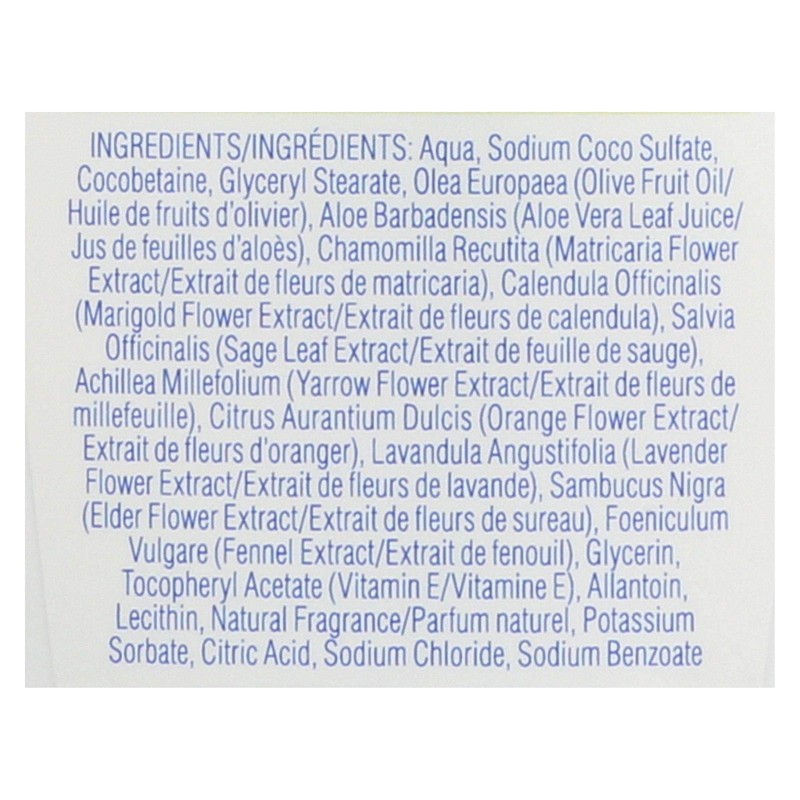 INGREDIENTS/INGRÉDIENTS: Aqua, Sodium Coco Sulfate,
Cocobetaine, Glyceryl Stearate, Olea Europaea (Olive Fruit Oil/
Huile de fruits d'olivier), Aloe Barbadensis (Aloe Vera Leaf Juice/
Jus de feuilles d'aloès), Chamomilla Recutita (Matricaria Flower
Extract/Extrait de fleurs de matricaria), Calendula Officinalis
(Marigold Flower Extract/Extrait de fleurs de calendula), Salvia
Officinalis (Sage Leaf Extract/Extrait de feuille de sauge),
Achillea Millefolium (Yarrow Flower Extract/Extrait de fleurs de
millefeuille), Citrus Aurantium Dulcis (Orange Flower Extract/
Extrait de fleurs d'oranger), Lavandula Angustifolia (Lavender
Flower Extract/Extrait de fleurs de lavande), Sambucus Nigra
(Elder Flower Extract/Extrait de fleurs de sureau), Foeniculum
Vulgare (Fennel Extract/Extrait de fenouil), Glycerin,
Tocopheryl Acetate (Vitamin E/Vitamine E), Allantoin,
Lecithin, Natural Fragrance/Parfum naturel, Potassium
Sorbate, Citric Acid, Sodium Chloride, Sodium Benzoate